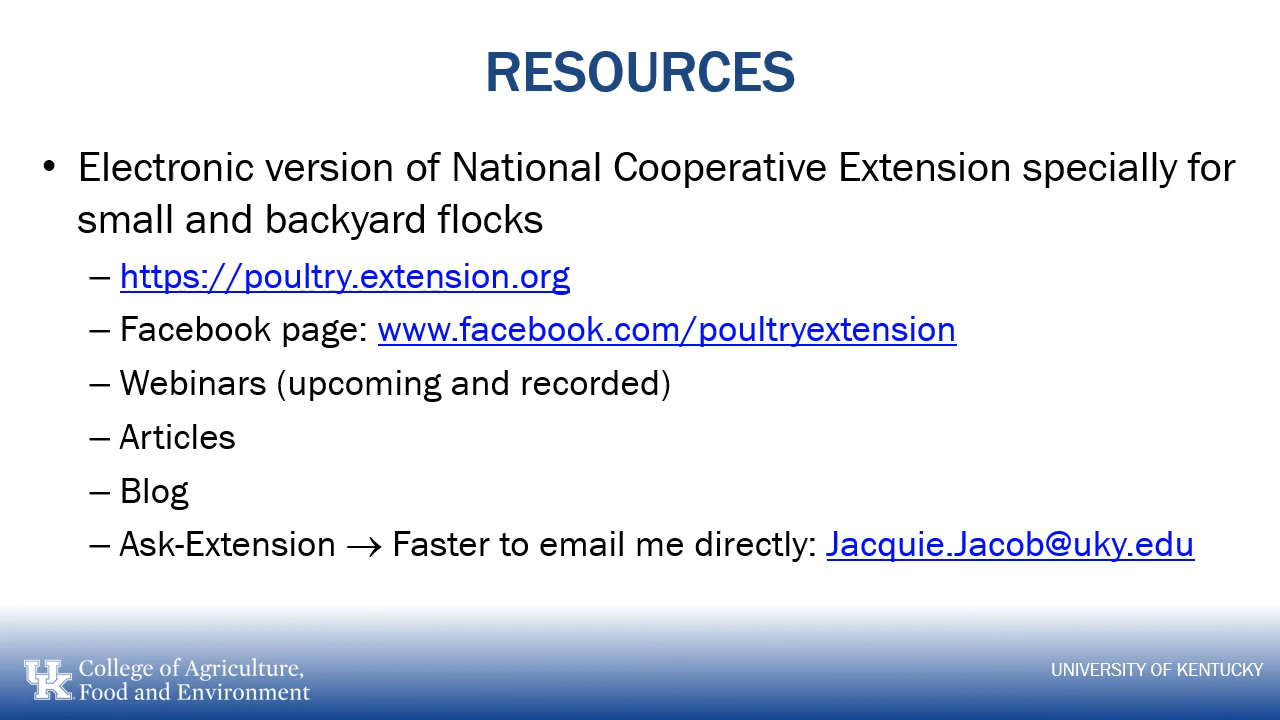 RESOURCES
• Electronic version of National Cooperative Extension specially for
small and backyard flocks
– https://poultry.extension.org
– Facebook page: www.facebook.com/poultryextension
– Webinars (upcoming and recorded)
– Articles
– Blog
– Ask-Extension → Faster to email me directly: Jacquie.Jacob@uky.edu
UK College of Agriculture,
Food and Environment
UNIVERSITY OF KENTUCKY